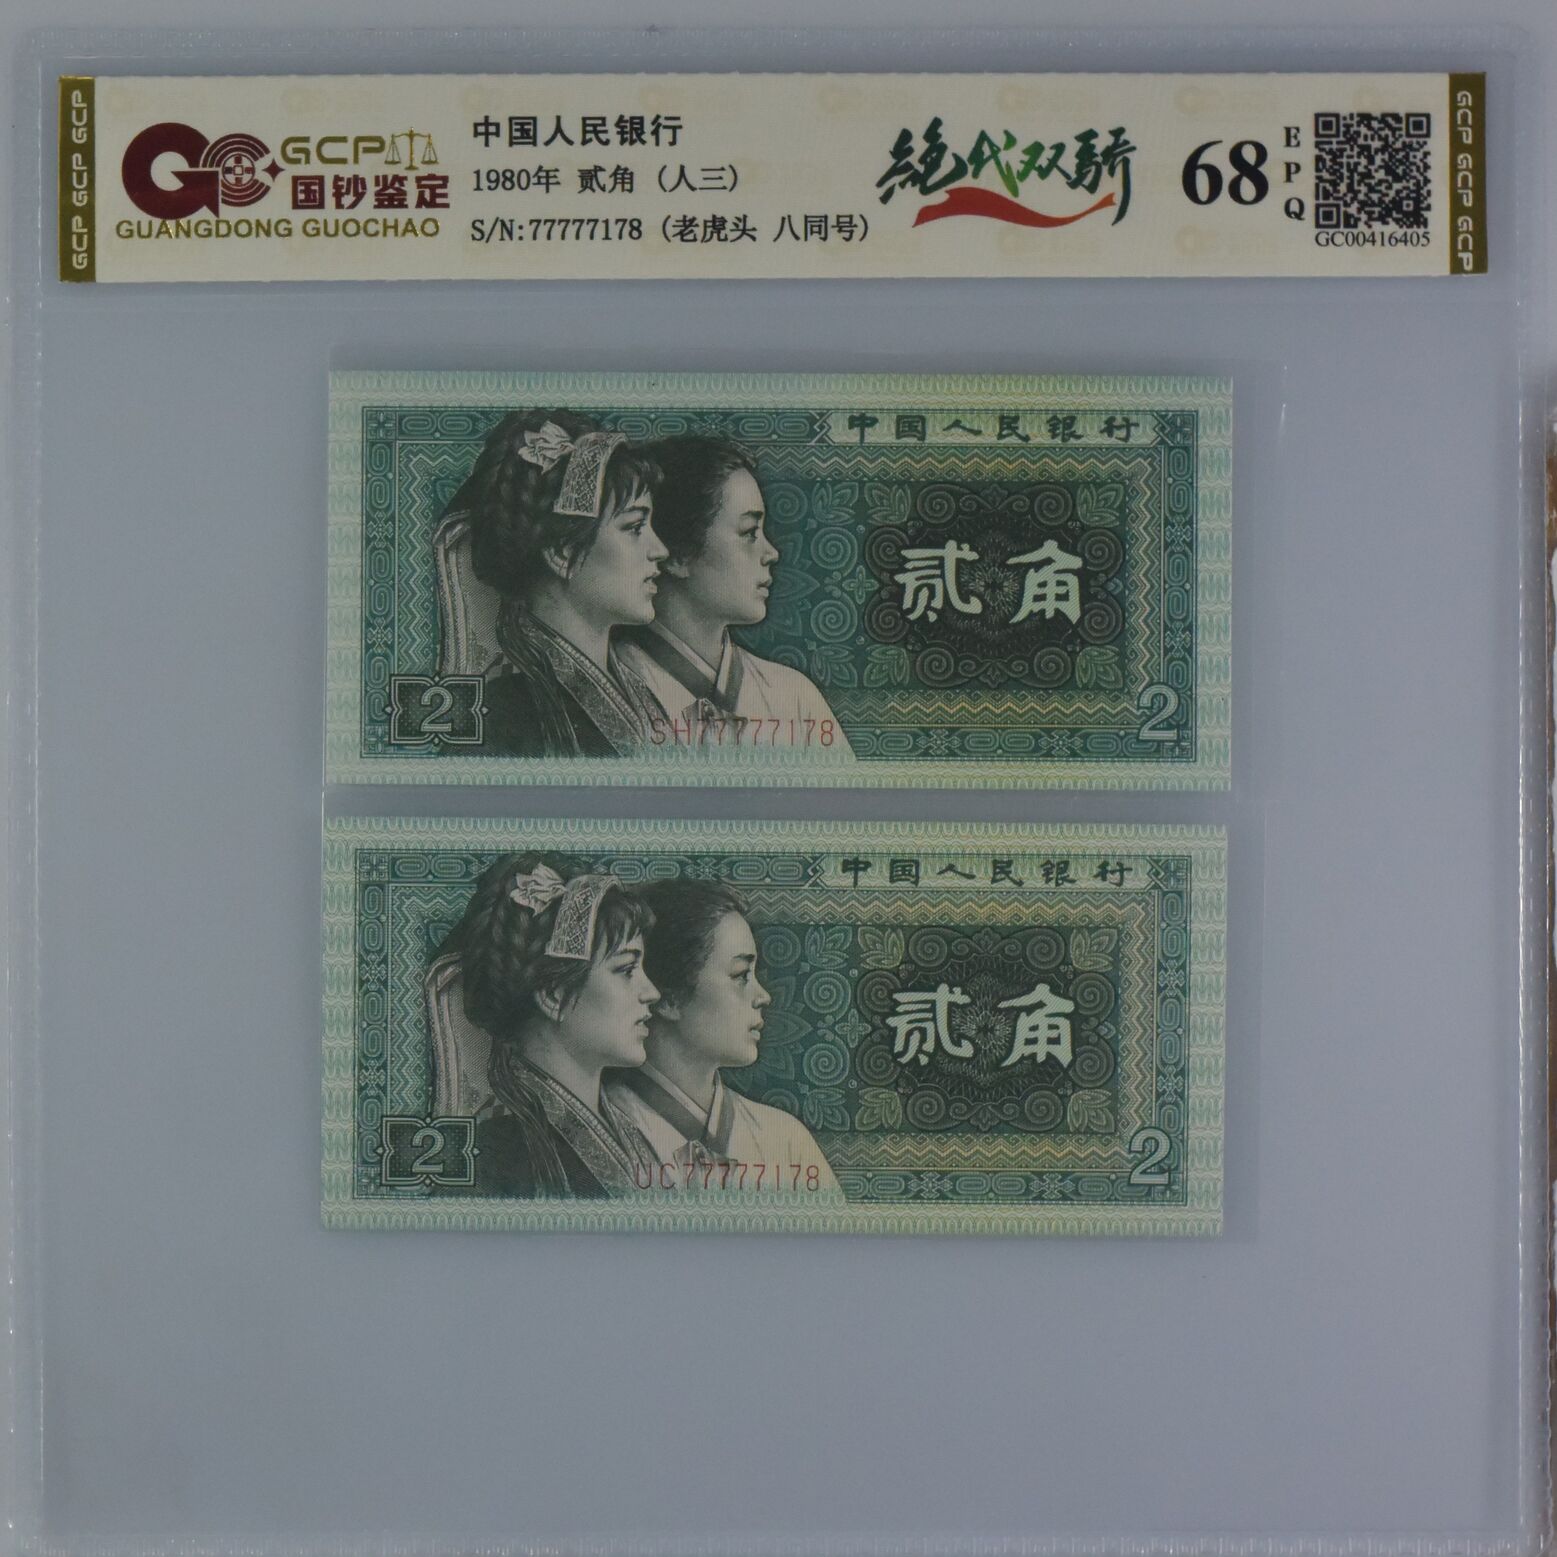 GCP GCP GCP
GCP
国钞鉴定
GUANGDONG GUOCHAO
中国人民银行
1980年 贰角 (人三)
S/N:77777178 (老虎头 八同号)
絕代双骄
68
EPQ
GC00416405
GCP GCP GCP
中国人民银行
贰角
2
SH77777178
2
中国人民银行
贰角
2
UC77777178
2